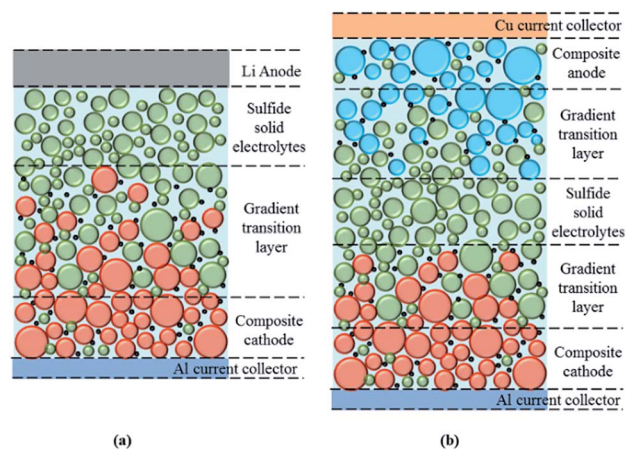 Li Anode
Sulfide
solid
electrolytes
Gradient
transition
layer
Composite
cathode
Al current collector
(a)
Cu current collector
Composite
anode
Gradient
transition
layer
Sulfide
solid
electrolytes
Gradient
transition
layer
Composite
cathode
Al current collector
(b)